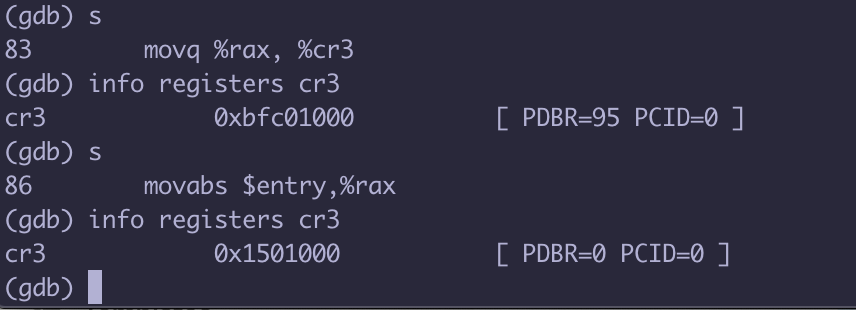 (gdb) s
83        movq %rax, %cr3
(gdb) info registers cr3
cr3            0xbfc01000          [ PDBR=95 PCID=0 ]
(gdb) s
86        movabs $entry,%rax
(gdb) info registers cr3
cr3            0x1501000           [ PDBR=0 PCID=0 ]
(gdb)